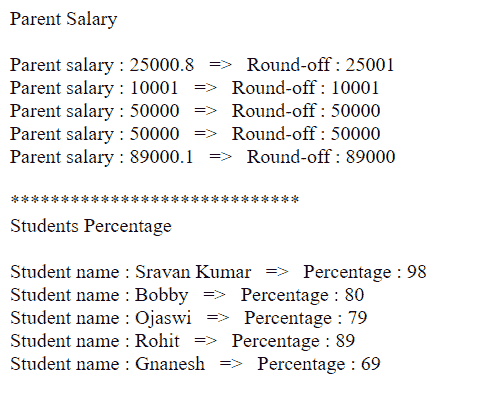 Parent Salary
Parent salary : 25000.8 => Round-off : 25001
Parent salary : 10001 => Round-off : 10001
Parent salary : 50000 => Round-off : 50000
Parent salary : 50000 => Round-off : 50000
Parent salary : 89000.1 => Round-off : 89000
*****************************
Students Percentage
Student name : Sravan Kumar => Percentage : 98
Student name : Bobby => Percentage : 80
Student name : Ojaswi => Percentage : 79
Student name : Rohit => Percentage : 89
Student name : Gnanesh => Percentage : 69